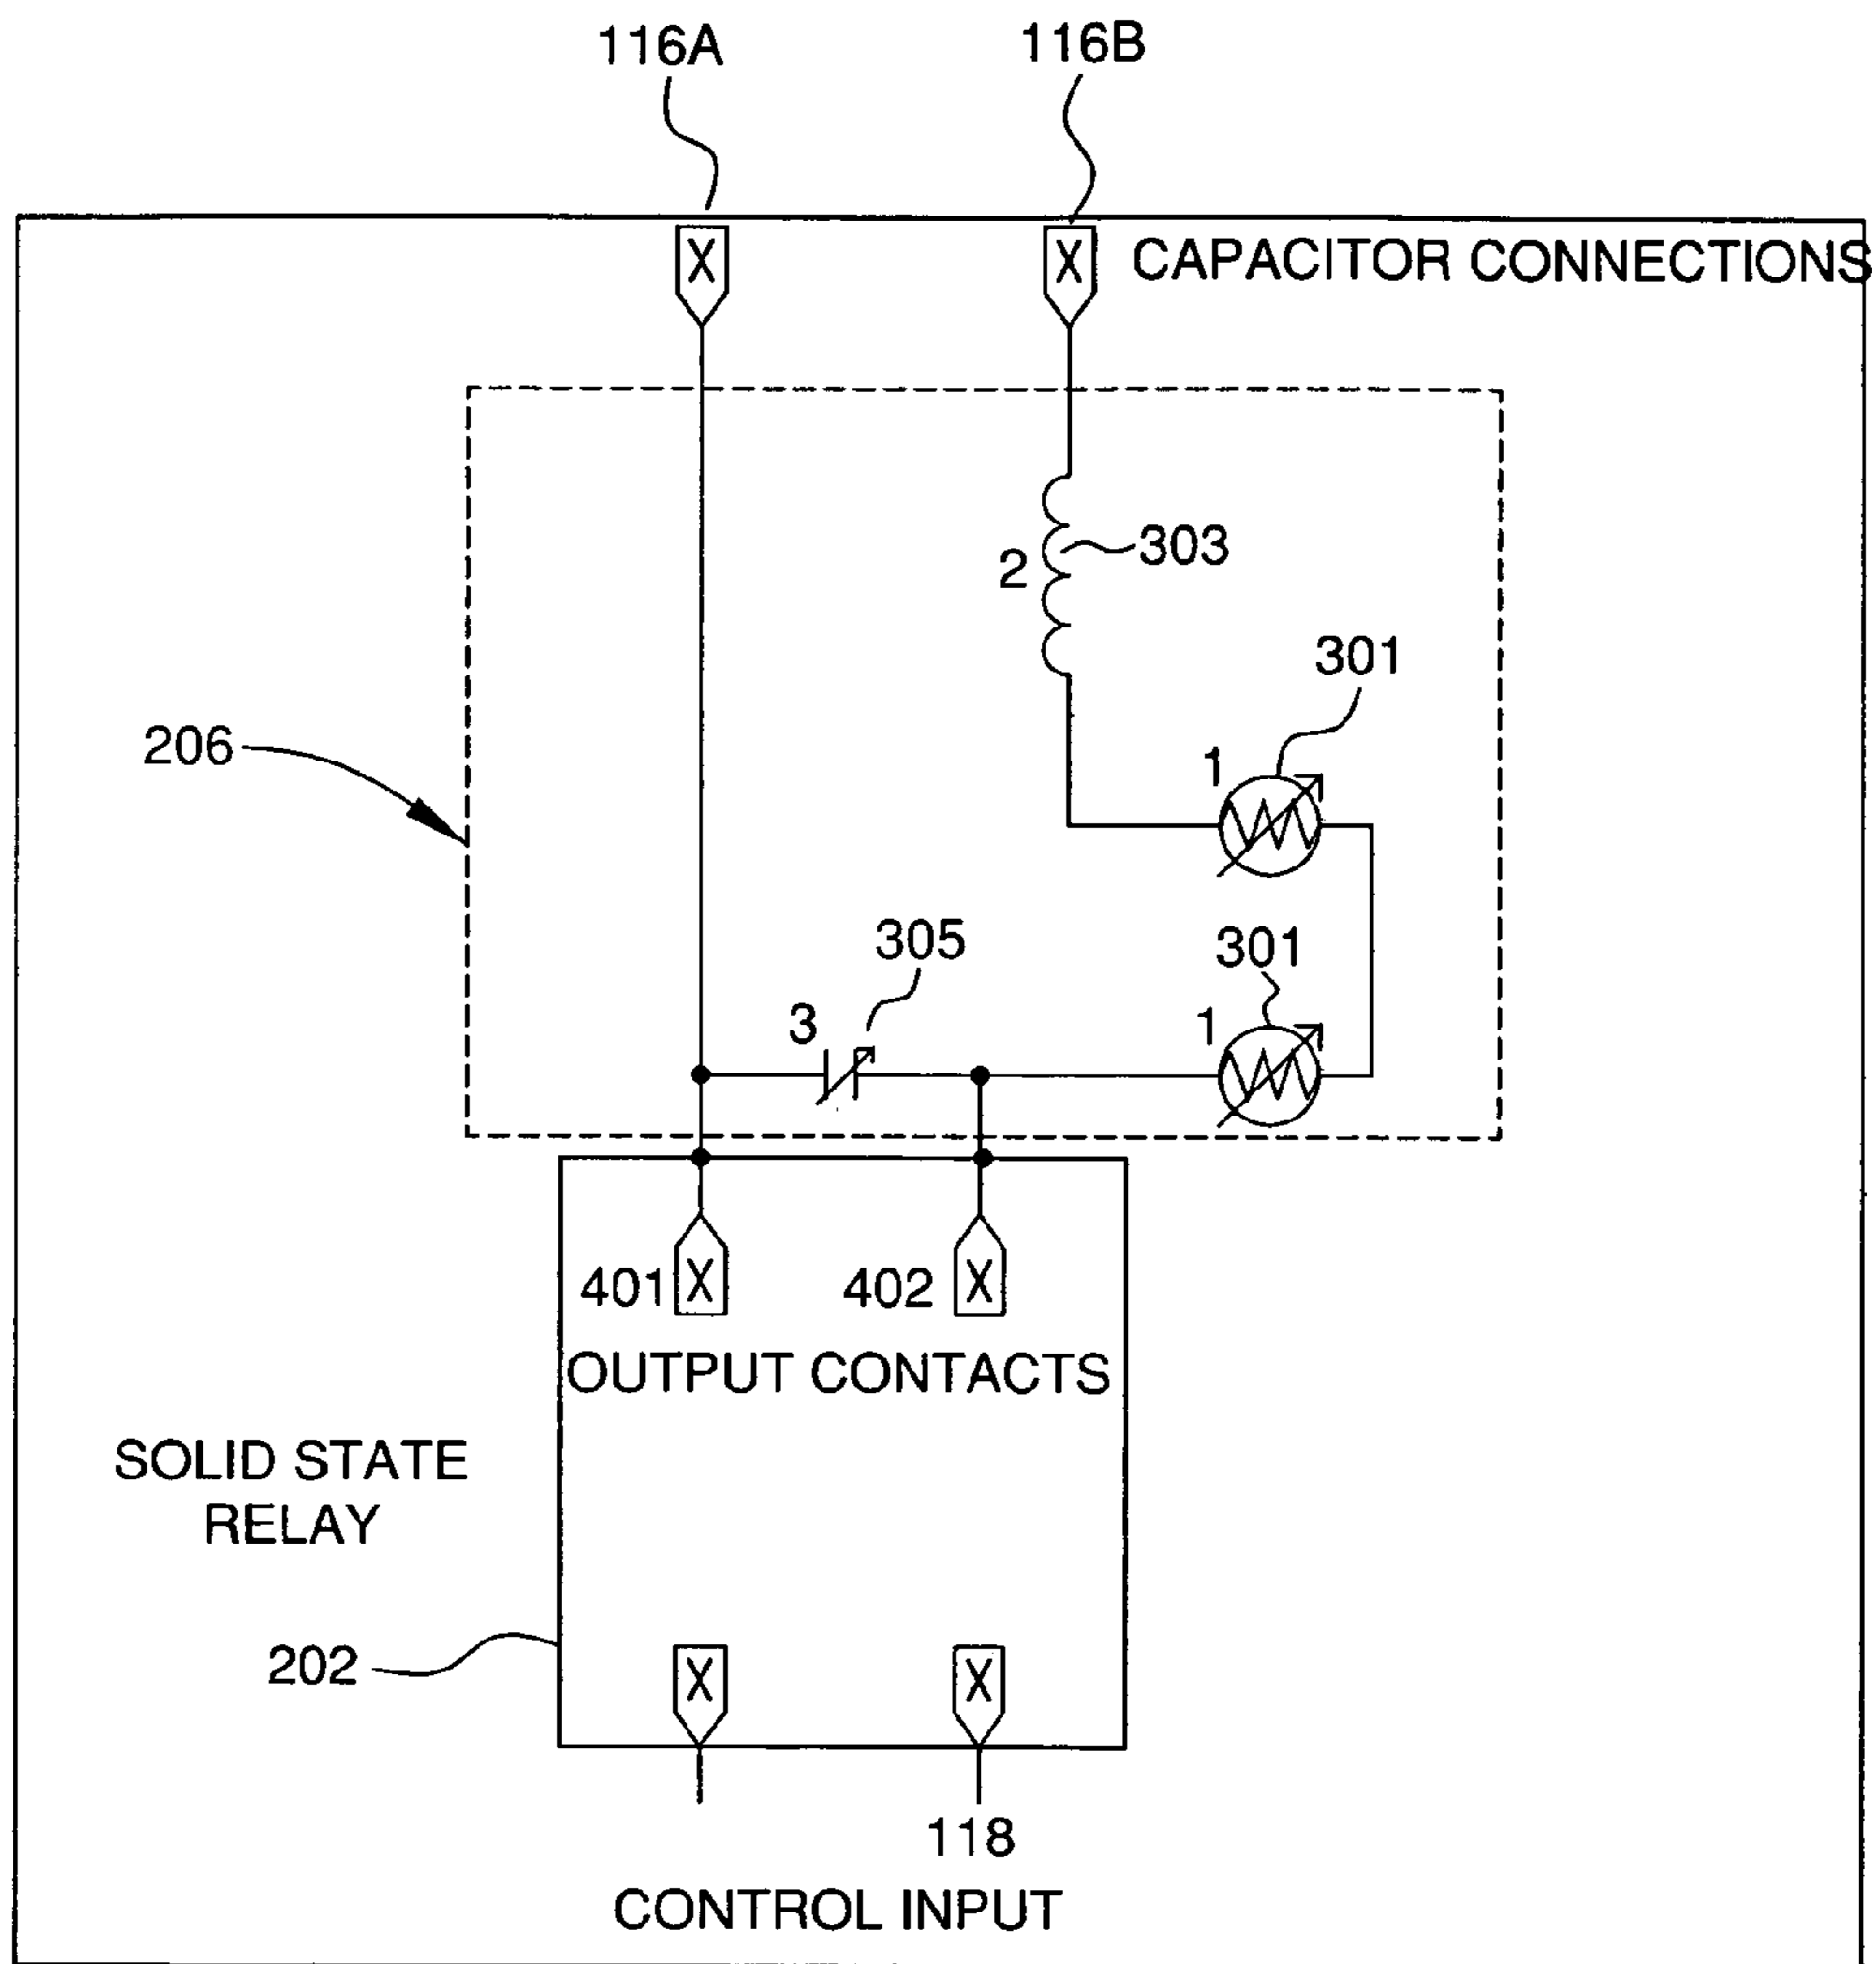 116A 116B
X X CAPACITOR CONNECTIONS
2 303
301
206 1
305 301
3 1
401 X 402 X
OUTPUT CONTACTS
SOLID STATE
RELAY
202 X X
118
CONTROL INPUT